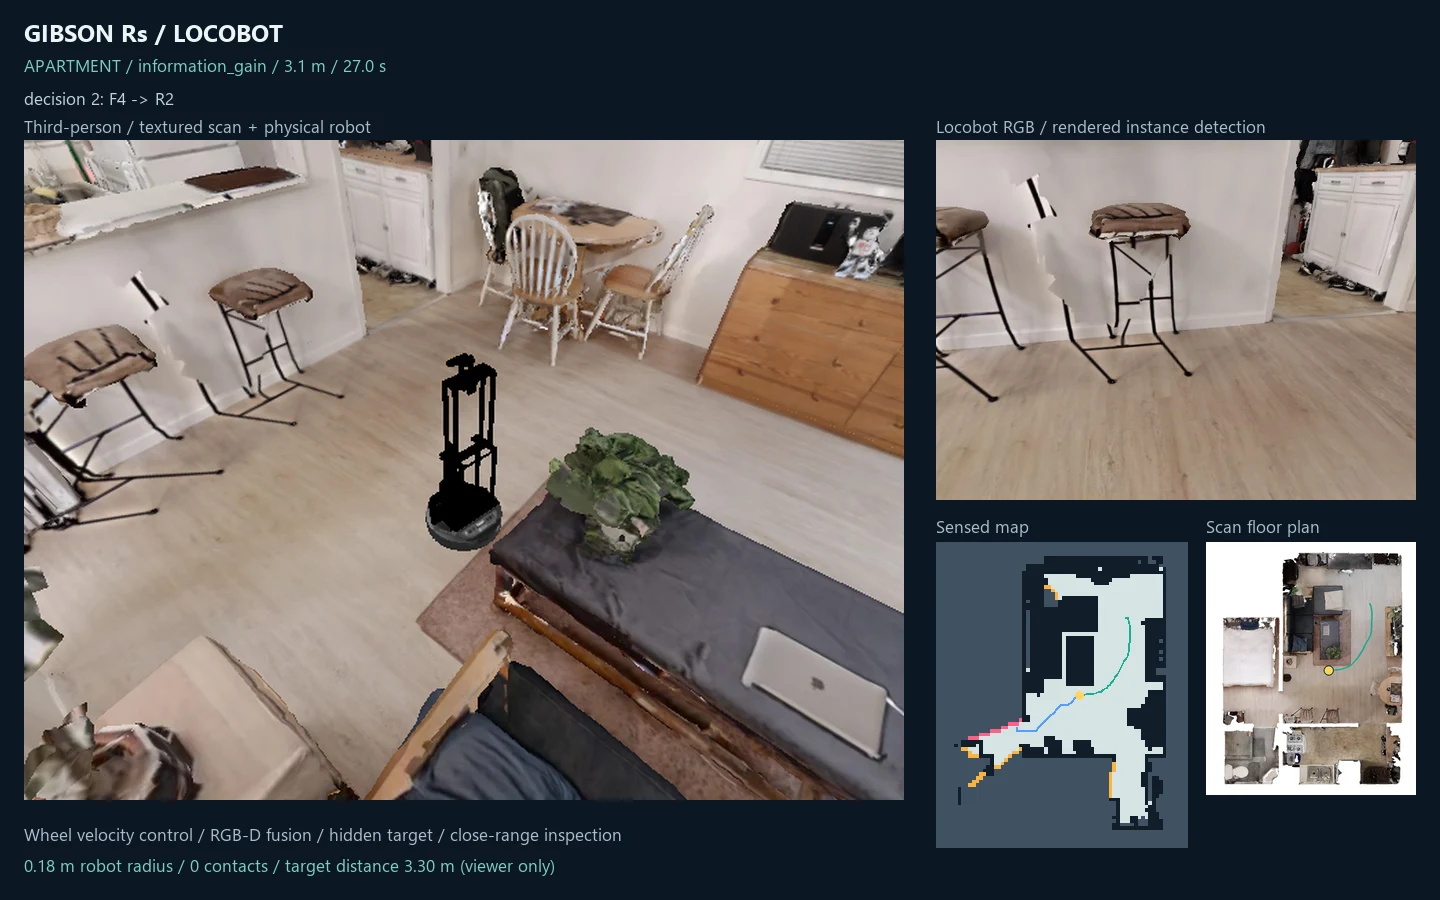 GIBSON Rs / LOCOBOT
APARTMENT / information_gain / 3.1 m / 27.0 s
decision 2: F4 -> R2
Third-person / textured scan + physical robot
Locobot RGB / rendered instance detection
Sensed map
Scan floor plan
Wheel velocity control / RGB-D fusion / hidden target / close-range inspection
0.18 m robot radius / 0 contacts / target distance 3.30 m (viewer only)